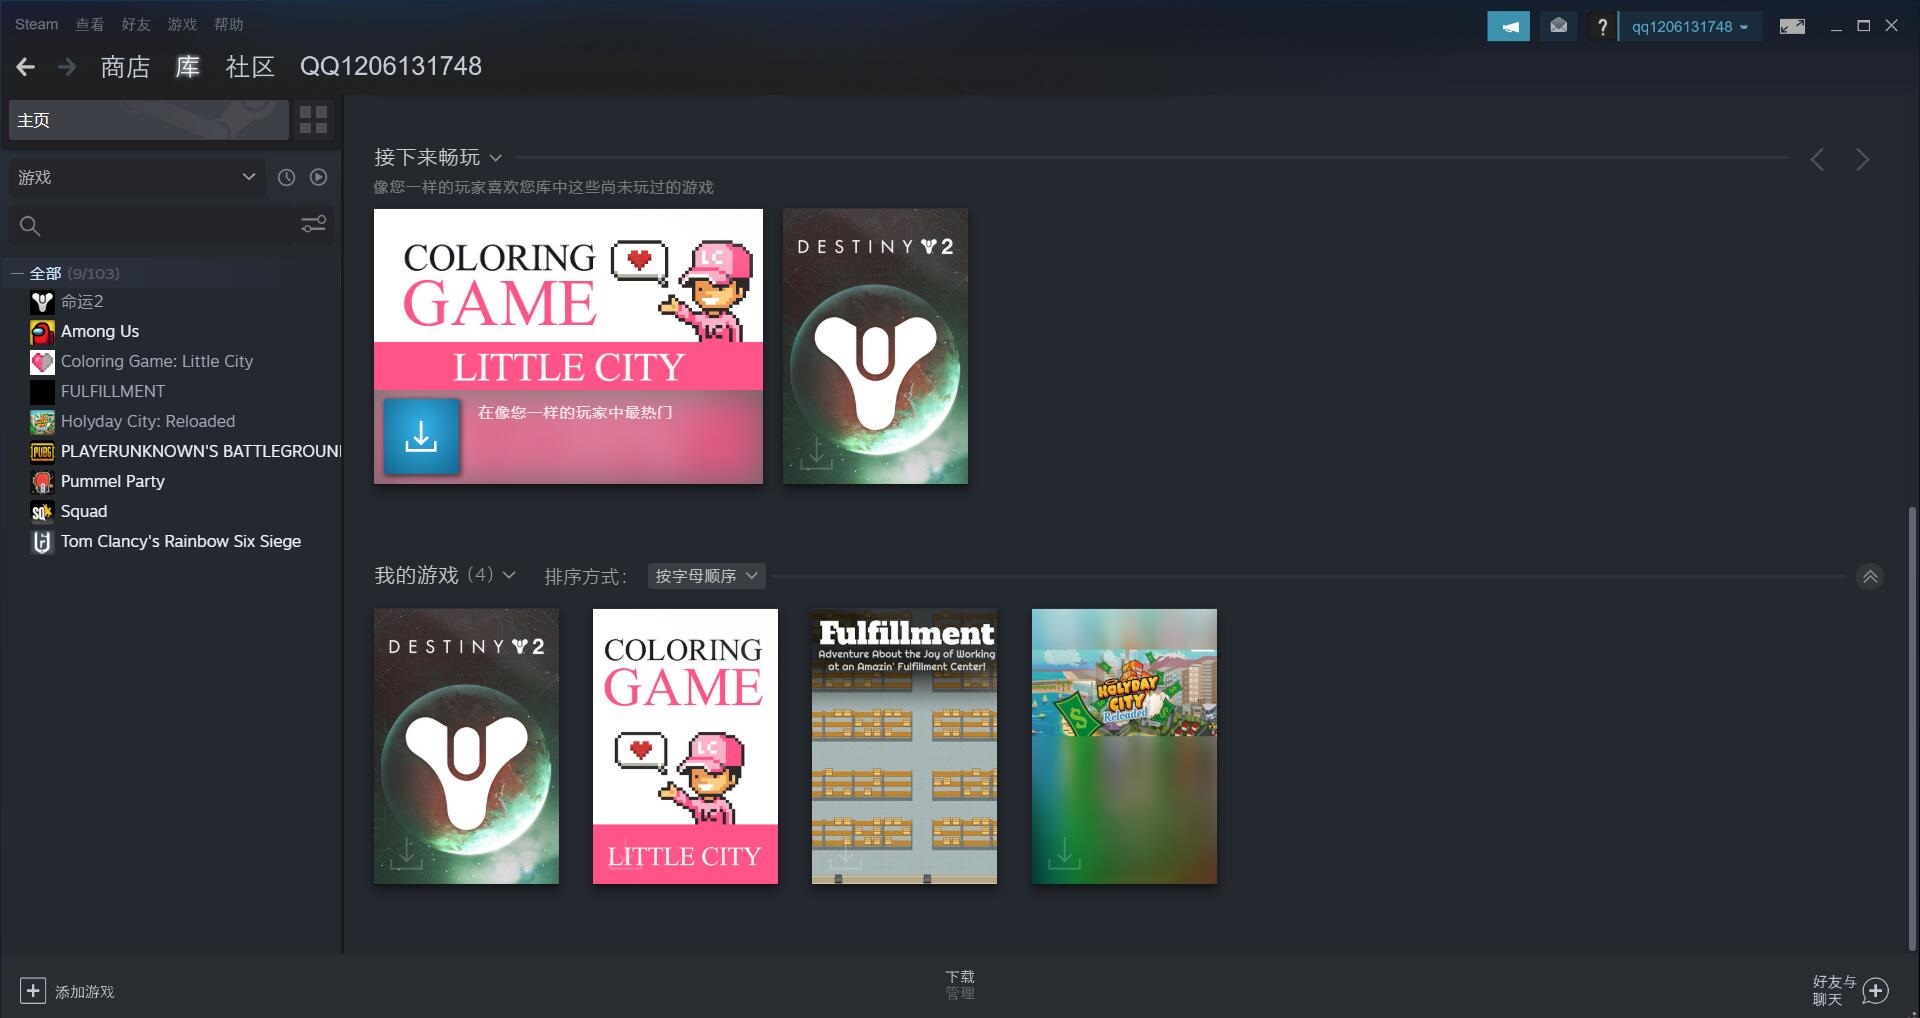 Steam 查看 好友 游戏 帮助
? qq1206131748
商店 库 社区 QQ1206131748
主页
游戏
全部 (9/103)
命运2
Among Us
Coloring Game: Little City
FULFILLMENT
Holyday City: Reloaded
PLAYERUNKNOWN'S BATTLEGROUN
Pummel Party
Squad
Tom Clancy's Rainbow Six Siege
接下来畅玩
像您一样的玩家喜欢您库中这些尚未玩过的游戏
COLORING
GAME
LC
LC
LITTLE CITY
在像您一样的玩家中最热门
DESTINY 2
我的游戏 (4) 排序方式: 按字母顺序
DESTINY 2
COLORING
GAME
LC
LC
LITTLE CITY
Fulfillment
Adventure About the Joy of Working
at an Amazin' Fulfillment Center!
HOLYDAY
CITY
Reloaded
添加游戏
下载
管理
好友与
聊天